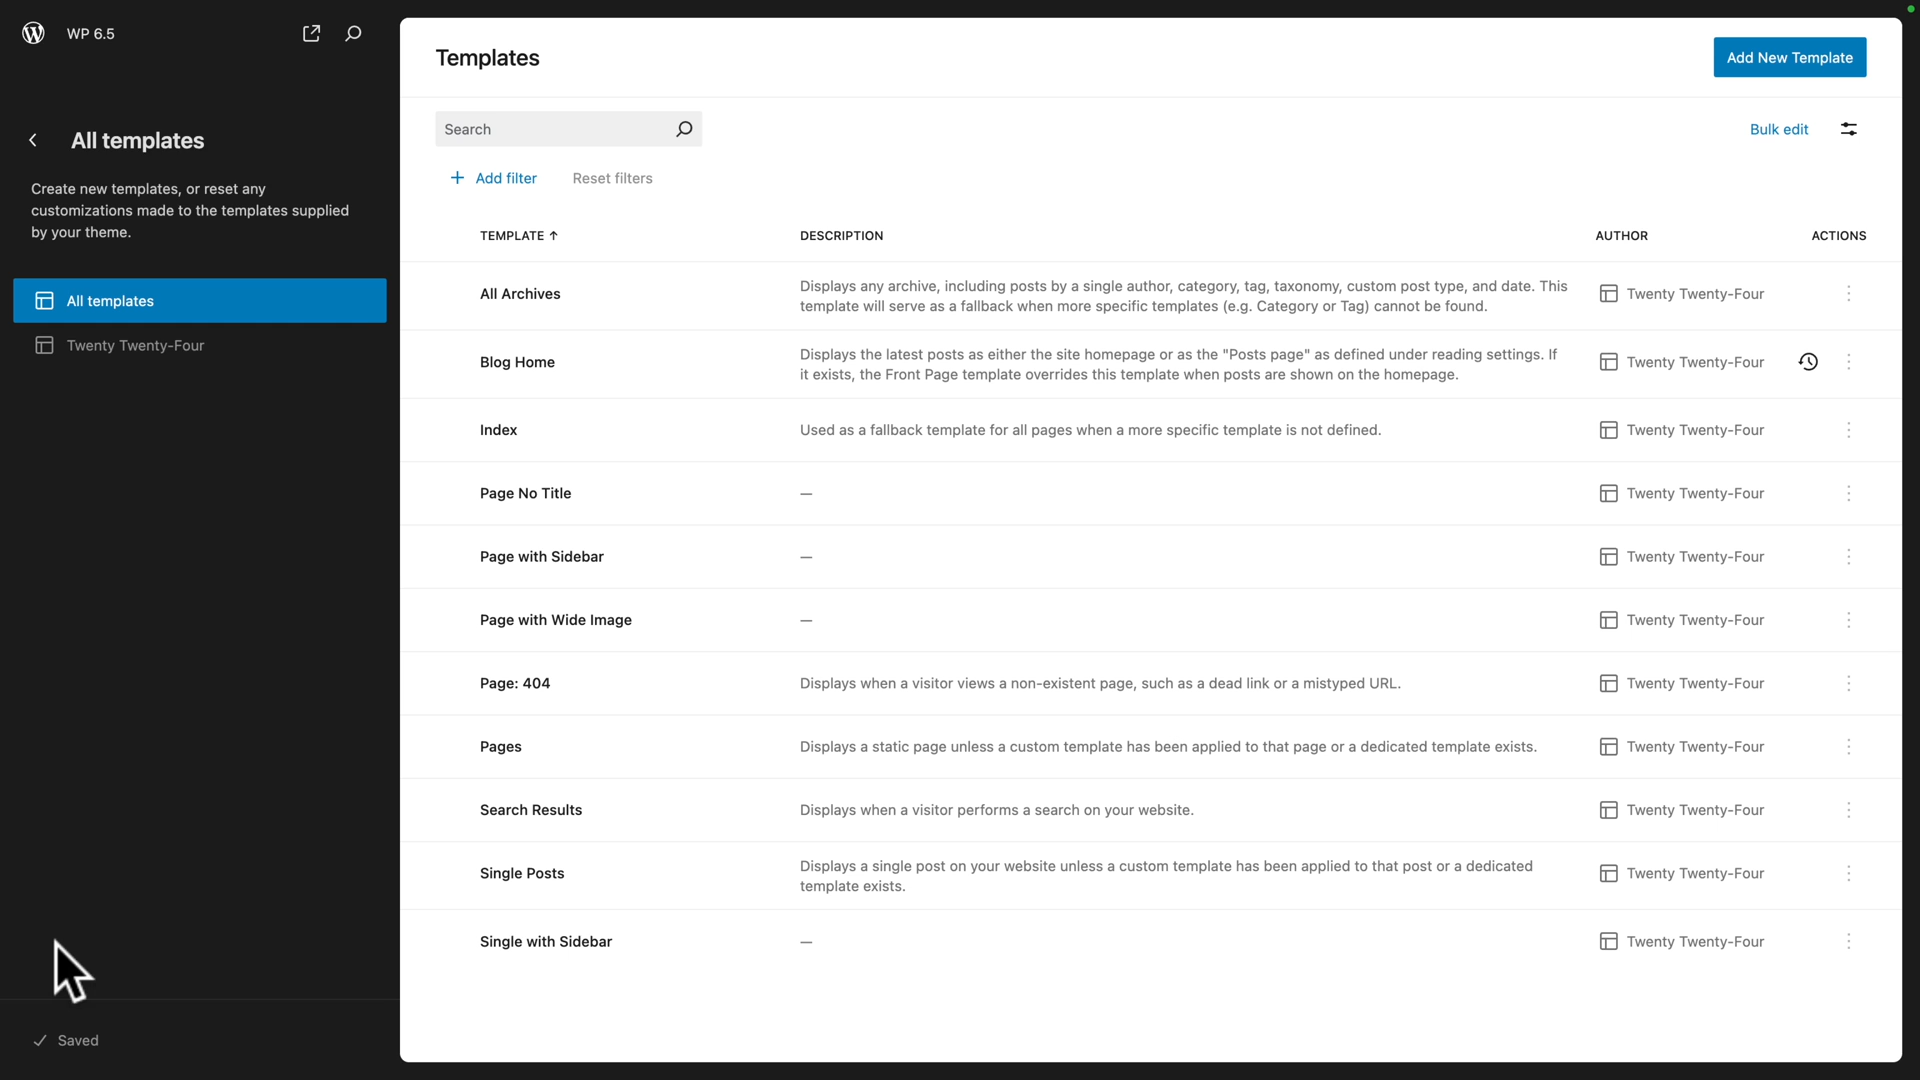 WP 6.5
All templates
Create new templates, or reset any
customizations made to the templates supplied
by your theme.
All templates
Twenty Twenty-Four
Saved
Templates
Add New Template
Search
Bulk edit
Add filter
Reset filters
TEMPLATE ↑ DESCRIPTION AUTHOR ACTIONS
All Archives
Displays any archive, including posts by a single author, category, tag, taxonomy, custom post type, and date. This
template will serve as a fallback when more specific templates (e.g. Category or Tag) cannot be found.
Twenty Twenty-Four
Blog Home
Displays the latest posts as either the site homepage or as the "Posts page" as defined under reading settings. If
it exists, the Front Page template overrides this template when posts are shown on the homepage.
Twenty Twenty-Four
Index
Used as a fallback template for all pages when a more specific template is not defined.
Twenty Twenty-Four
Page No Title
—
Twenty Twenty-Four
Page with Sidebar
—
Twenty Twenty-Four
Page with Wide Image
—
Twenty Twenty-Four
Page: 404
Displays when a visitor views a non-existent page, such as a dead link or a mistyped URL.
Twenty Twenty-Four
Pages
Displays a static page unless a custom template has been applied to that page or a dedicated template exists.
Twenty Twenty-Four
Search Results
Displays when a visitor performs a search on your website.
Twenty Twenty-Four
Single Posts
Displays a single post on your website unless a custom template has been applied to that post or a dedicated
template exists.
Twenty Twenty-Four
Single with Sidebar
—
Twenty Twenty-Four